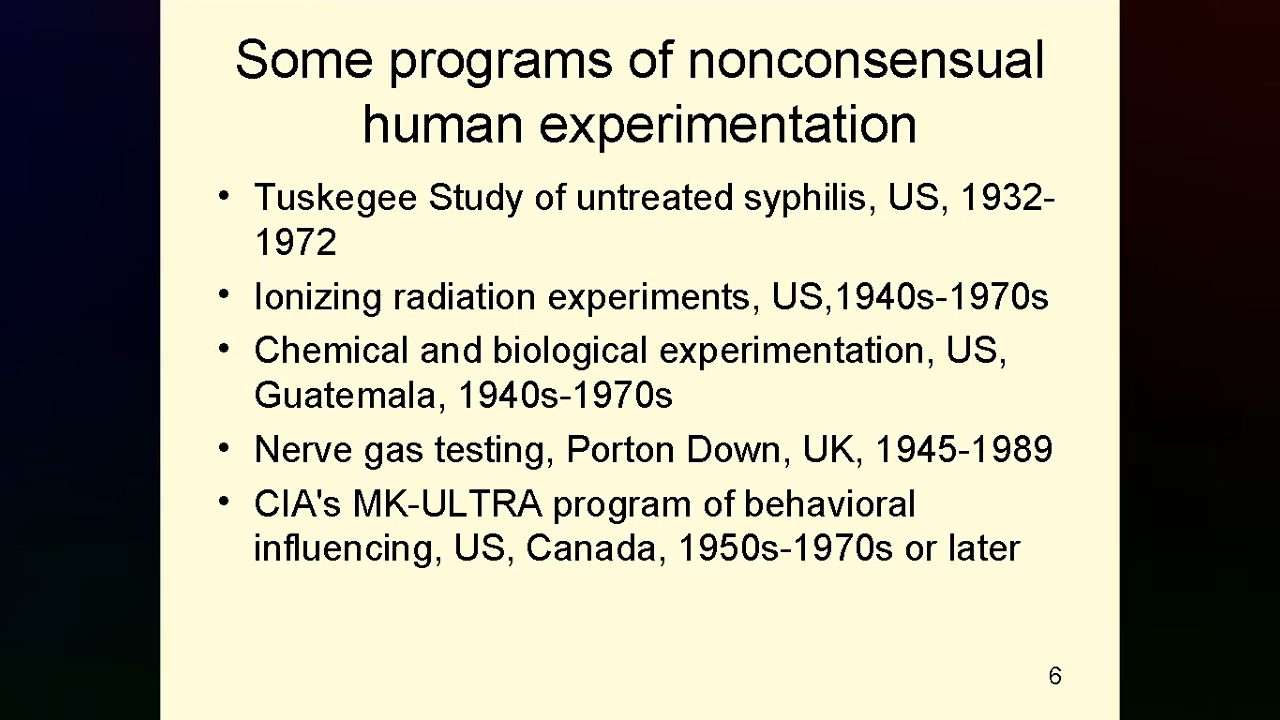 Some programs of nonconsensual
human experimentation
• Tuskegee Study of untreated syphilis, US, 1932-
1972
• Ionizing radiation experiments, US,1940s-1970s
• Chemical and biological experimentation, US,
Guatemala, 1940s-1970s
• Nerve gas testing, Porton Down, UK, 1945-1989
• CIA's MK-ULTRA program of behavioral
influencing, US, Canada, 1950s-1970s or later
6